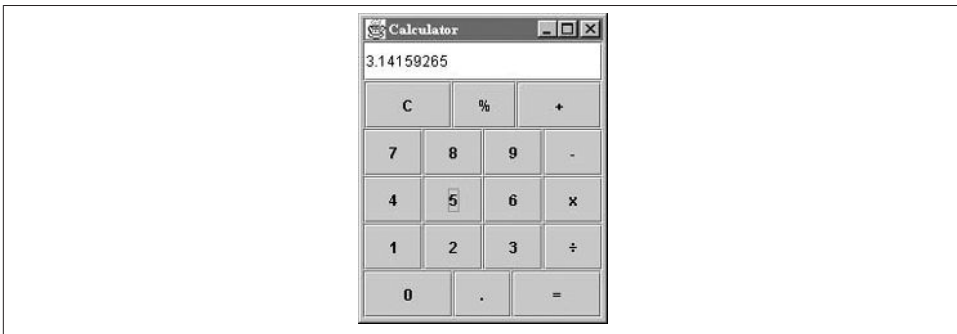 Calculator
3.14159265
C % +
7 8 9 -
4 5 6 x
1 2 3 ÷
0 . =